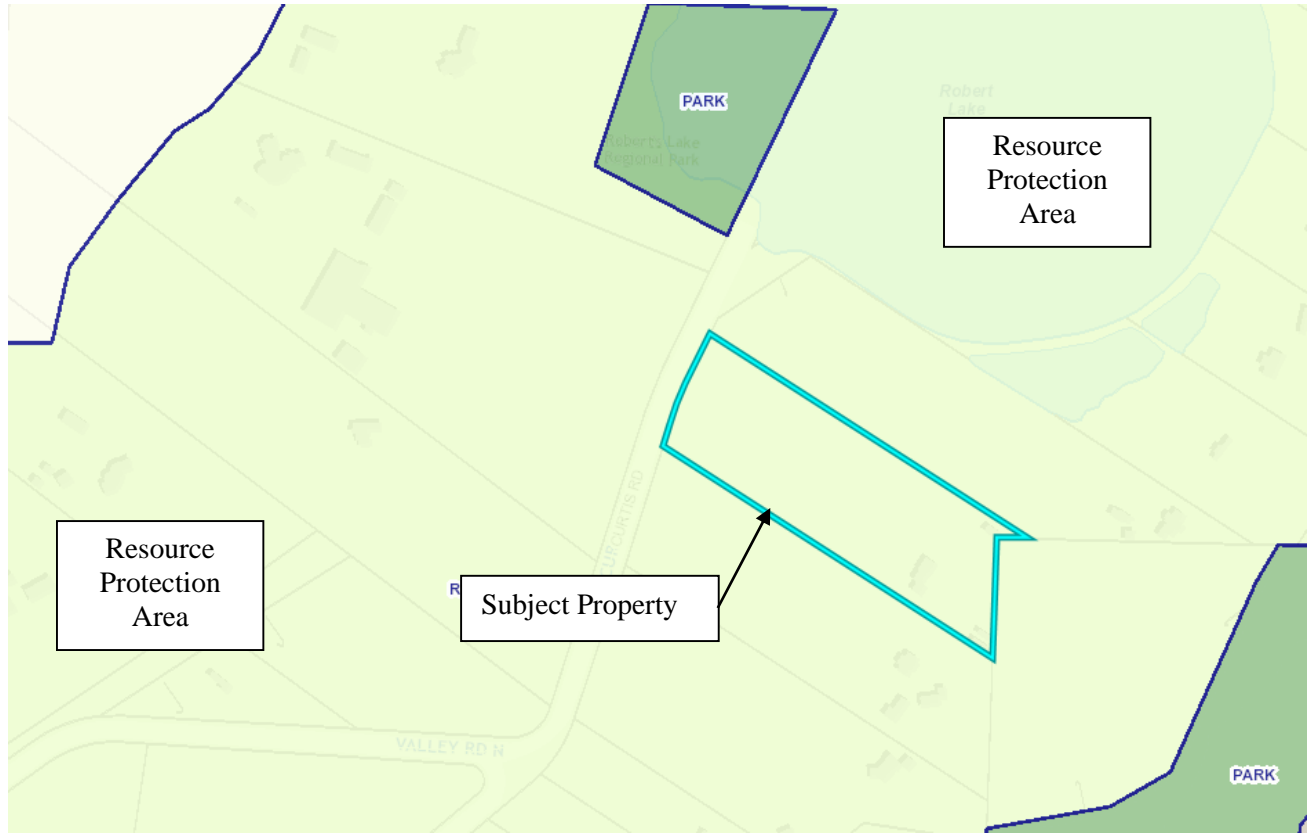 PARK
Robert Lake
Regional Park
Robert
Lake
Resource
Protection
Area
CURTIS RD
Resource
Protection
Area
Subject Property
VALLEY RD N
PARK